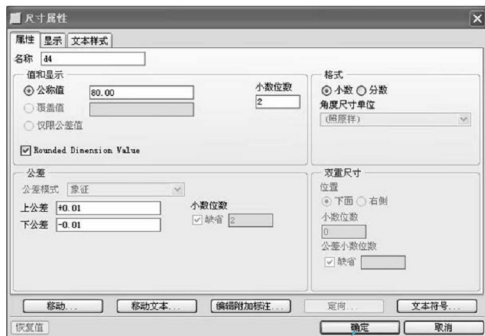 尺寸属性
属性 显示 文本样式
名称 d4
值和显示
公称值 80.00
小数位数
2
覆盖值
仅限公差值
Rounded Dimension Value
格式
小数 分数
角度尺寸单位
(照原样)
公差
公差模式 象征
上公差 +0.01
下公差 -0.01
小数位数
缺省 2
双重尺寸
位置
下面 右侧
小数位数
0
公差小数位数
缺省
移动... 移动文本... 编辑附加标注... 定向... 文本符号...
恢复值 确定 取消